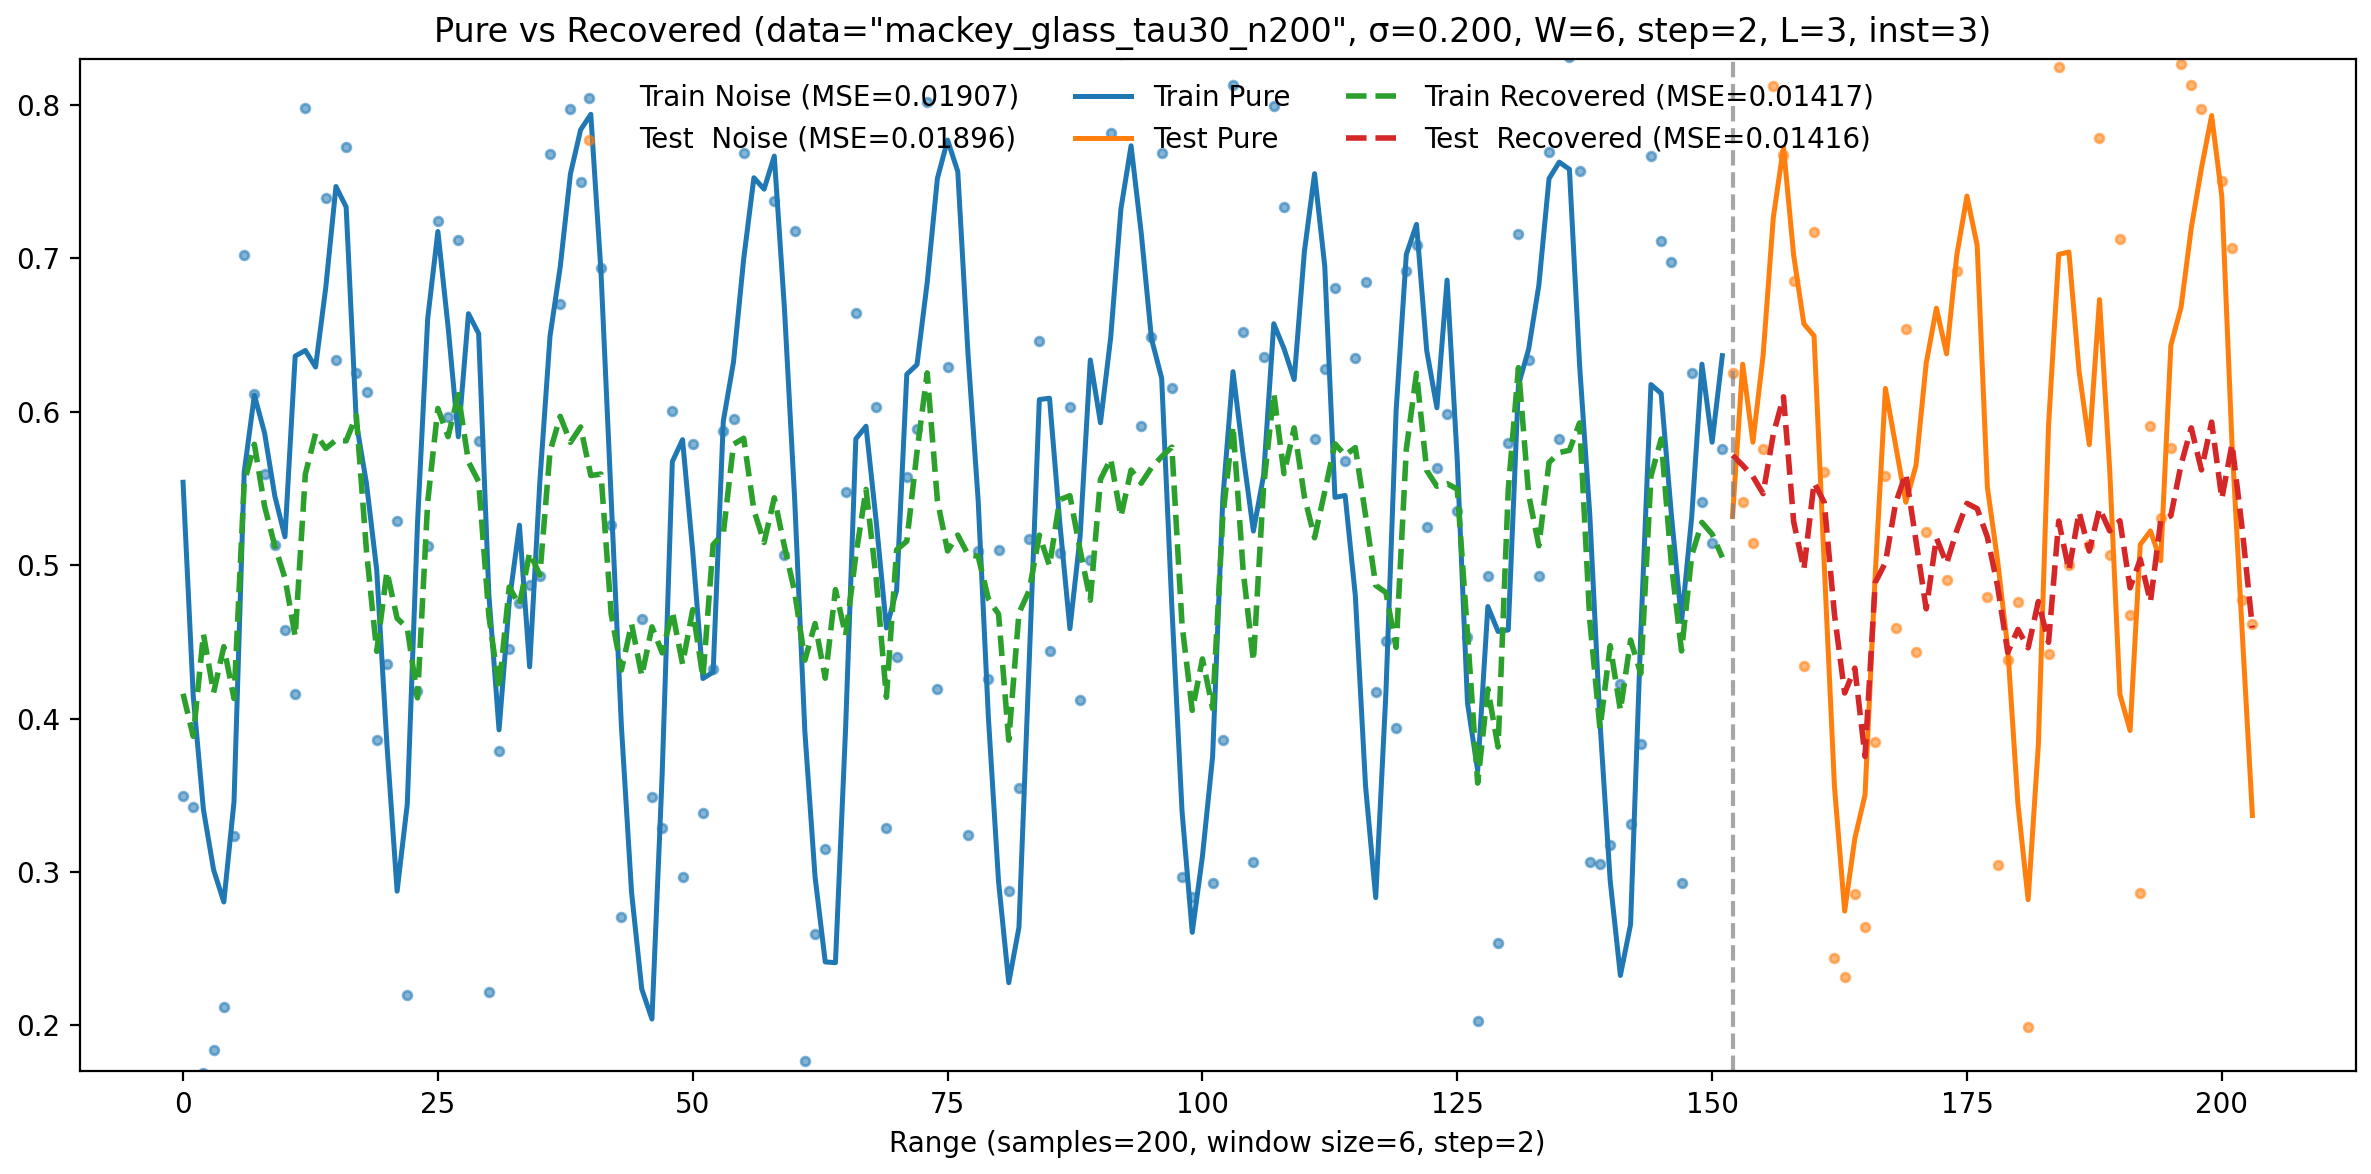 Pure vs Recovered (data="mackey_glass_tau30_n200", σ=0.200, W=6, step=2, L=3, inst=3)
Train Noise (MSE=0.01907)
Test  Noise (MSE=0.01896)
Train Pure
Test Pure
Train Recovered (MSE=0.01417)
Test  Recovered (MSE=0.01416)
0.8
0.7
0.6
0.5
0.4
0.3
0.2
0 25 50 75 100 125 150 175 200
Range (samples=200, window size=6, step=2)